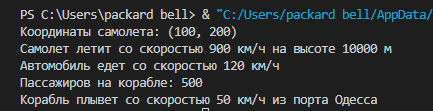 PS C:\Users\packard bell> & "C:/Users/packard bell/AppData/
Координаты самолета: (100, 200)
Самолет летит со скоростью 900 км/ч на высоте 10000 м
Автомобиль едет со скоростью 120 км/ч
Пассажиров на корабле: 500
Корабль плывет со скоростью 50 км/ч из порта Одесса